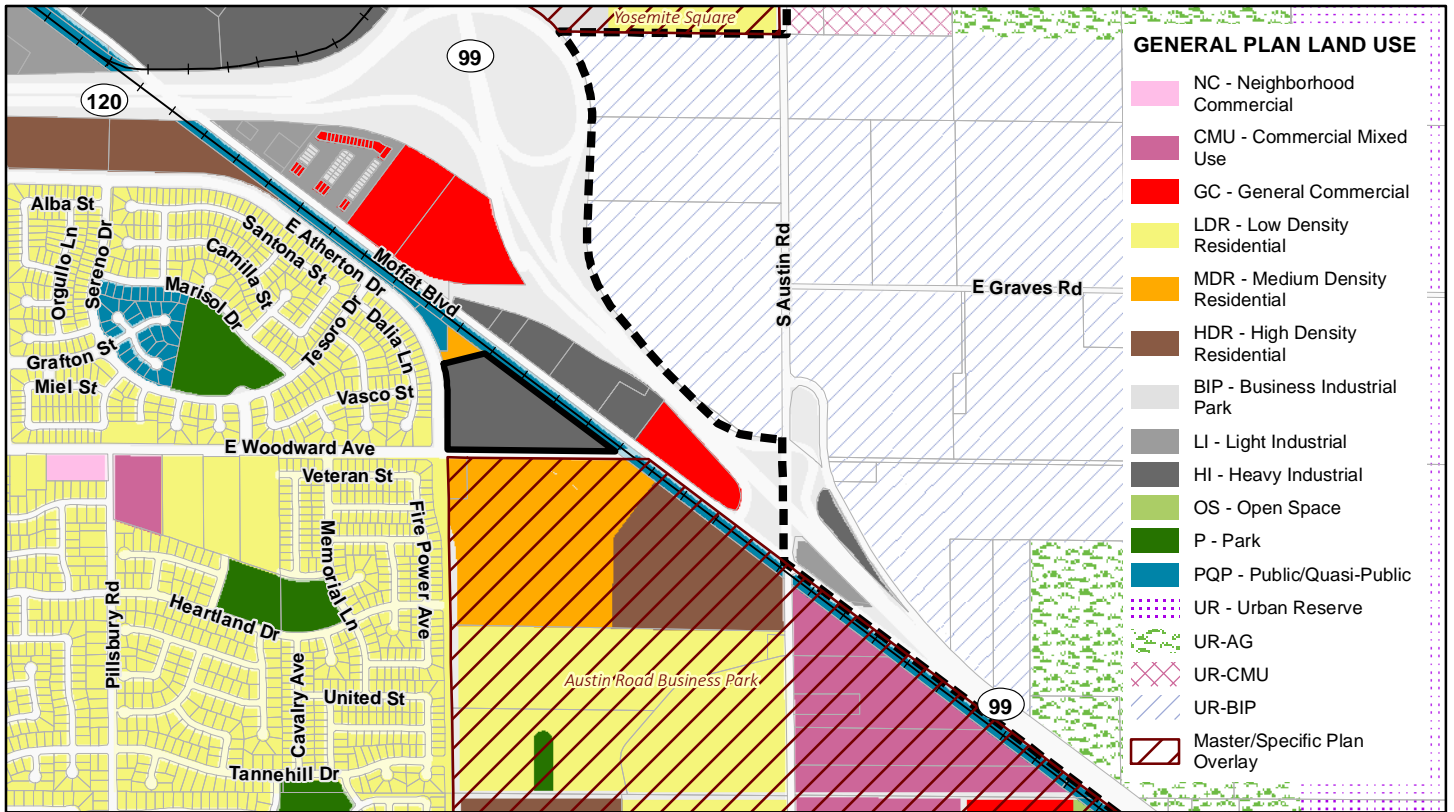 Yosemite Square
99
120
Alba St
Orgullo Ln
Sereno Dr
Santona St
Camilla St
Marisol Dr
E Atherton Dr
Moffat Blvd
Tesoro Dr
Dalia Ln
Grafton St
Miel St
Vasco St
E Woodward Ave
S Austin Rd
E Graves Rd
Veteran St
Memorial Ln
Fire Power Ave
Pillsbury Rd
Heartland Dr
Cavalry Ave
United St
Tannehill Dr
Austin Road Business Park
99
GENERAL PLAN LAND USE
NC - Neighborhood
Commercial
CMU - Commercial Mixed
Use
GC - General Commercial
LDR - Low Density
Residential
MDR - Medium Density
Residential
HDR - High Density
Residential
BIP - Business Industrial
Park
LI - Light Industrial
HI - Heavy Industrial
OS - Open Space
P - Park
PQP - Public/Quasi-Public
UR - Urban Reserve
UR-AG
UR-CMU
UR-BIP
Master/Specific Plan
Overlay